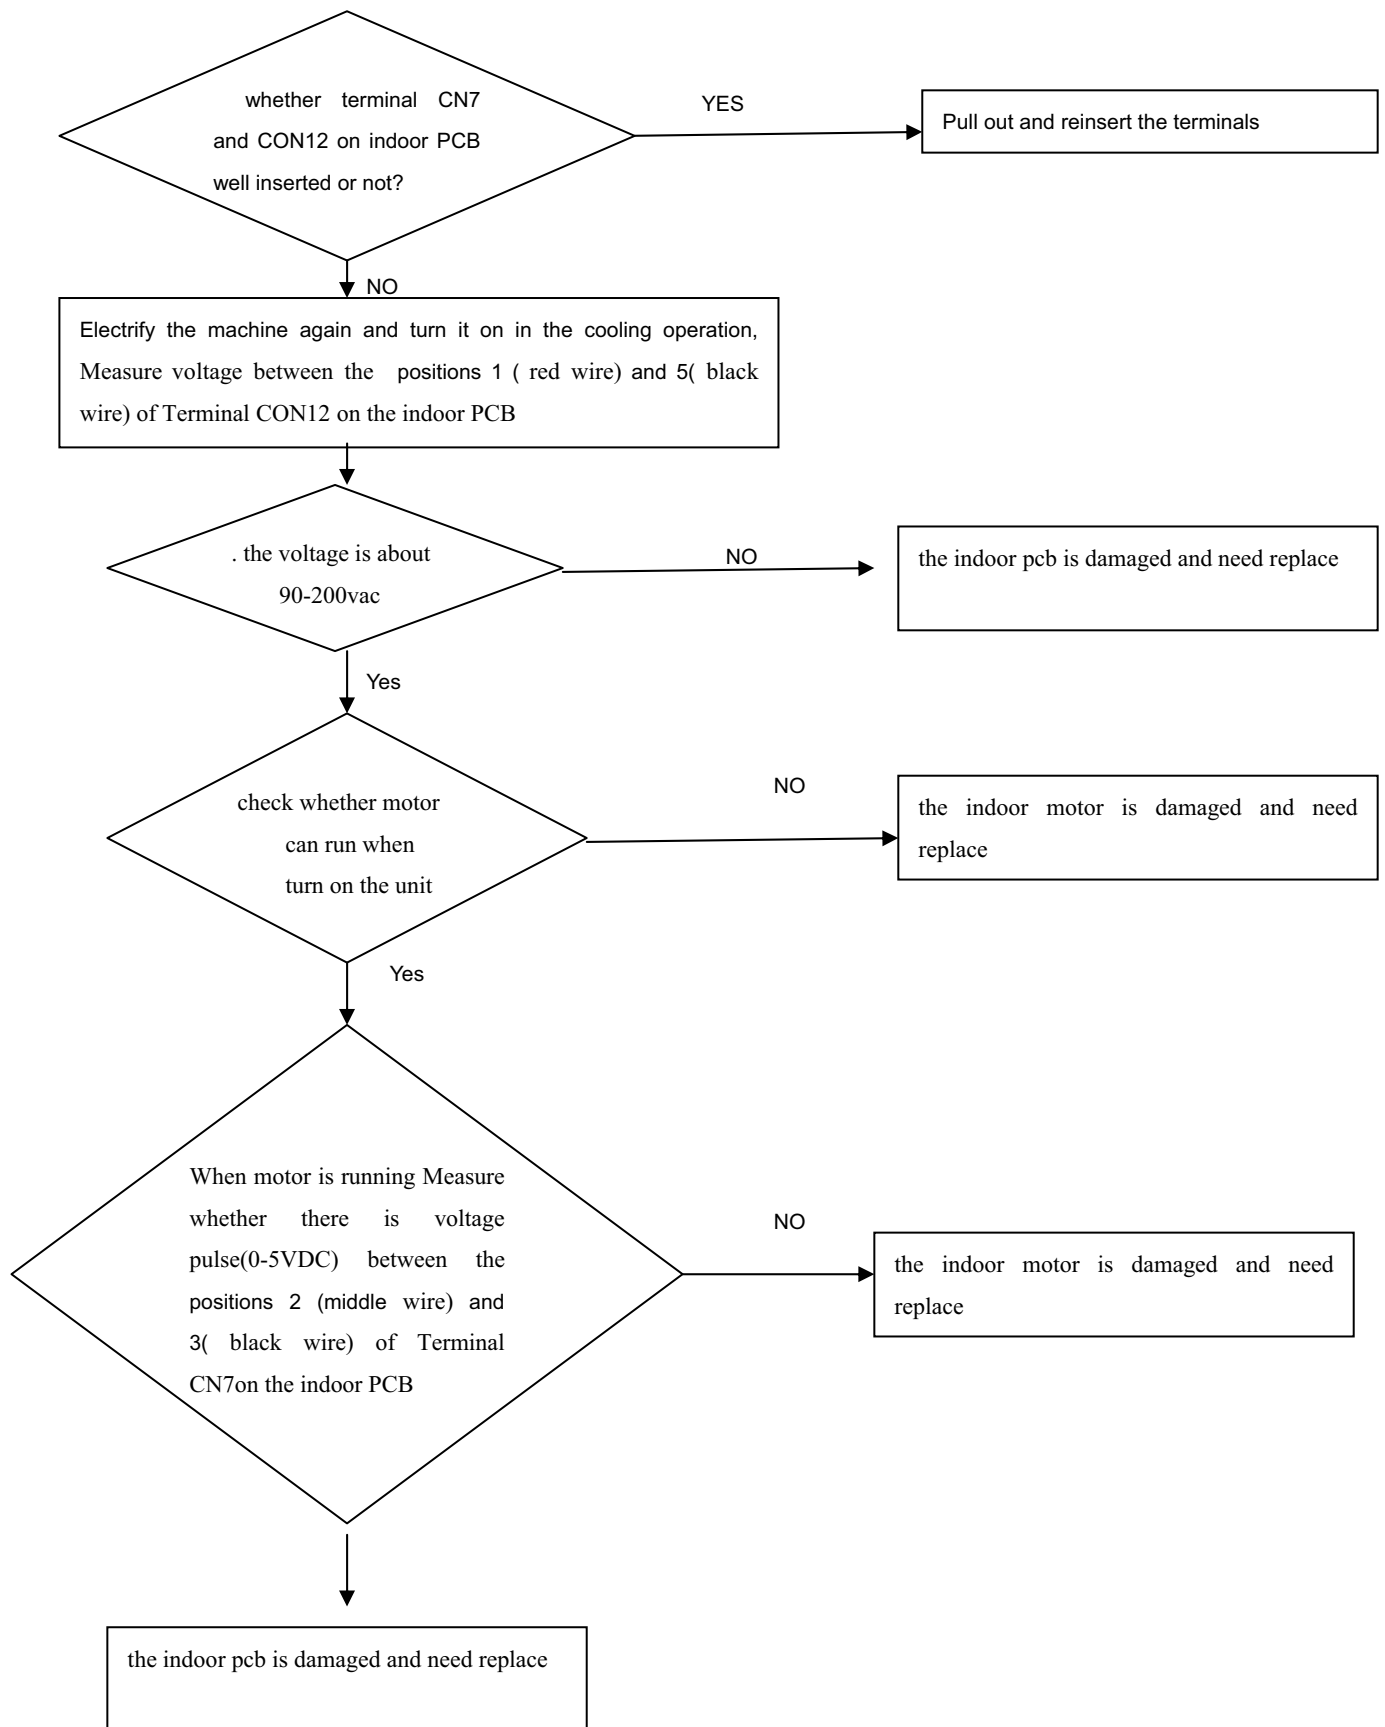 whether terminal CN7
and CON12 on indoor PCB
well inserted or not?
YES
Pull out and reinsert the terminals
NO
Electrify the machine again and turn it on in the cooling operation,
Measure voltage between the positions 1 ( red wire) and 5( black
wire) of Terminal CON12 on the indoor PCB
. the voltage is about
90-200vac
NO
the indoor pcb is damaged and need replace
Yes
check whether motor
can run when
turn on the unit
NO
the indoor motor is damaged and need
replace
Yes
When motor is running Measure
whether there is voltage
pulse(0-5VDC) between the
positions 2 (middle wire) and
3( black wire) of Terminal
CN7on the indoor PCB
NO
the indoor motor is damaged and need
replace
the indoor pcb is damaged and need replace